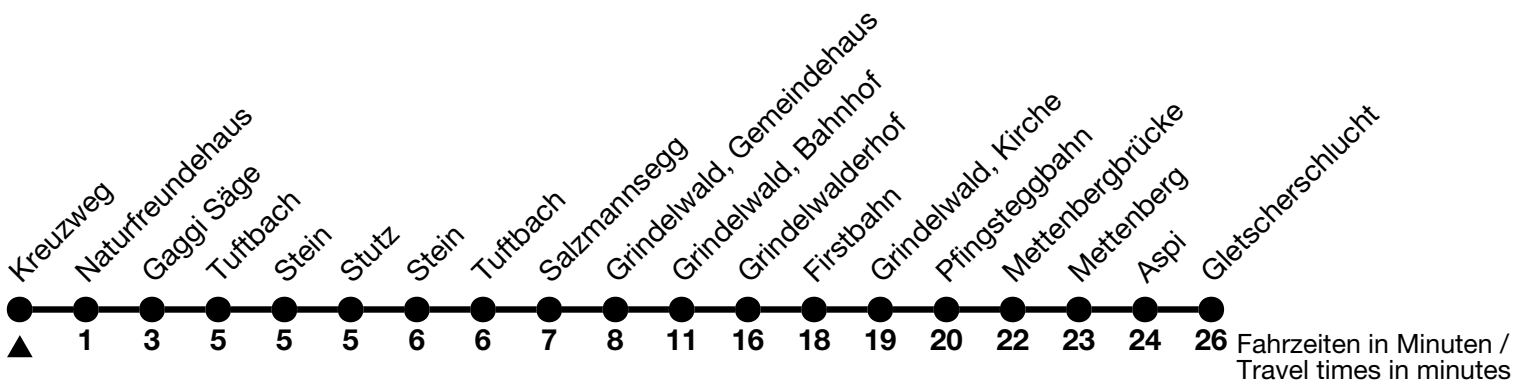 Kreuzweg
Naturfreundehaus
Gaggi Säge
Tuftbach
Stein
Stutz
Stein
Tuftbach
Salzmannsegg
Grindelwald, Gemeindehaus
Grindelwald, Bahnhof
Grindelwalderhof
Firstbahn
Grindelwald, Kirche
Pfingsteggbahn
Mettenbergbrücke
Mettenberg
Aspi
Gletscherschlucht
1 3 5 5 5 6 6 7 8 11 16 18 19 20 22 23 24 26 Fahrzeiten in Minuten /
Travel times in minutes